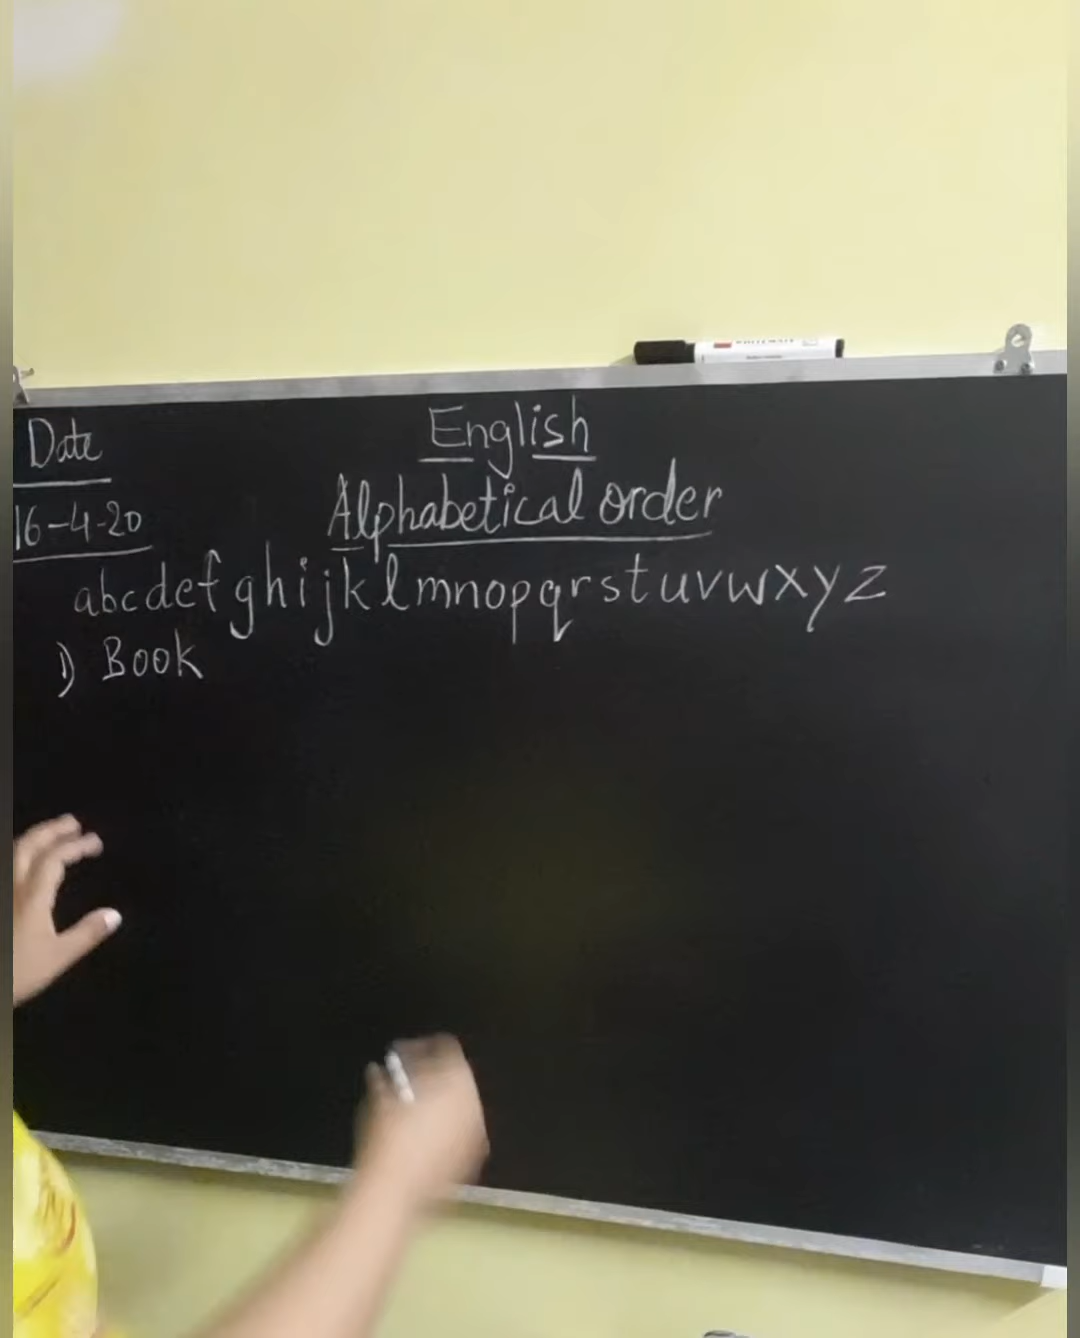 Date
English
16-4-20
Alphabetical order
abcdefghijklmnopqrstuvwxyz
1) Book